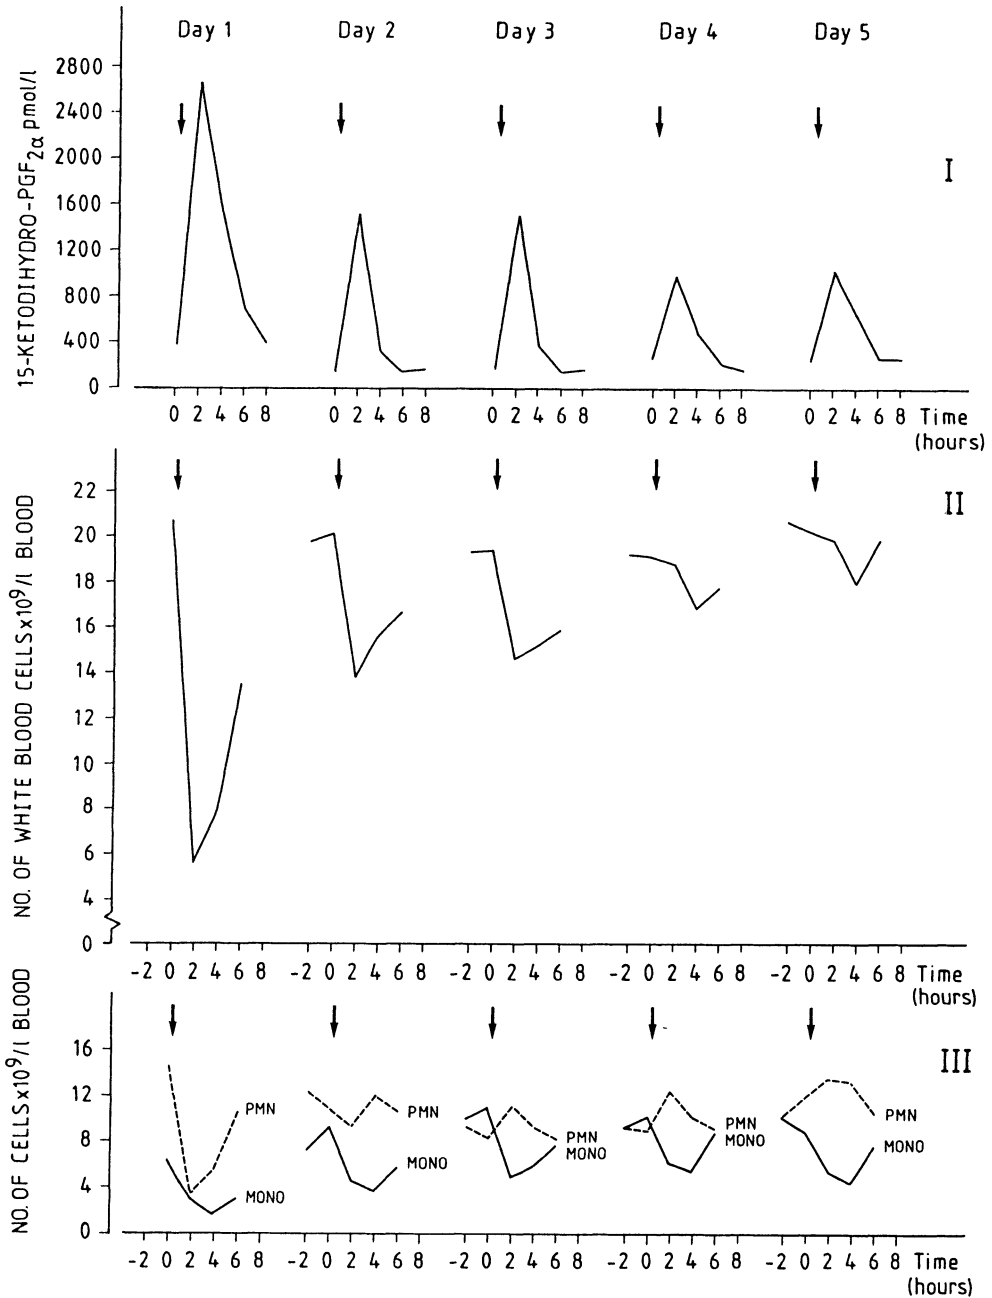 Day 1 Day 2 Day 3 Day 4 Day 5
15-KETODIHYDRO-PGF2α pmol/l
2800
2400
2000
1600
1200
800
400
0
I
0 2 4 6 8 0 2 4 6 8 0 2 4 6 8 0 2 4 6 8 0 2 4 6 8 Time
(hours)
NO. OF WHITE BLOOD CELLS x10⁹/l BLOOD
II
22
20
18
16
14
12
10
8
6
4
0
-2 0 2 4 6 8 -2 0 2 4 6 8 -2 0 2 4 6 8 -2 0 2 4 6 8 -2 0 2 4 6 8 Time
(hours)
NO. OF CELLS x10⁹/l BLOOD
III
16
12
8
4
0
PMN
MONO
PMN
MONO
PMN
MONO
PMN
MONO
PMN
MONO
-2 0 2 4 6 8 -2 0 2 4 6 8 -2 0 2 4 6 8 -2 0 2 4 6 8 -2 0 2 4 6 8 Time
(hours)